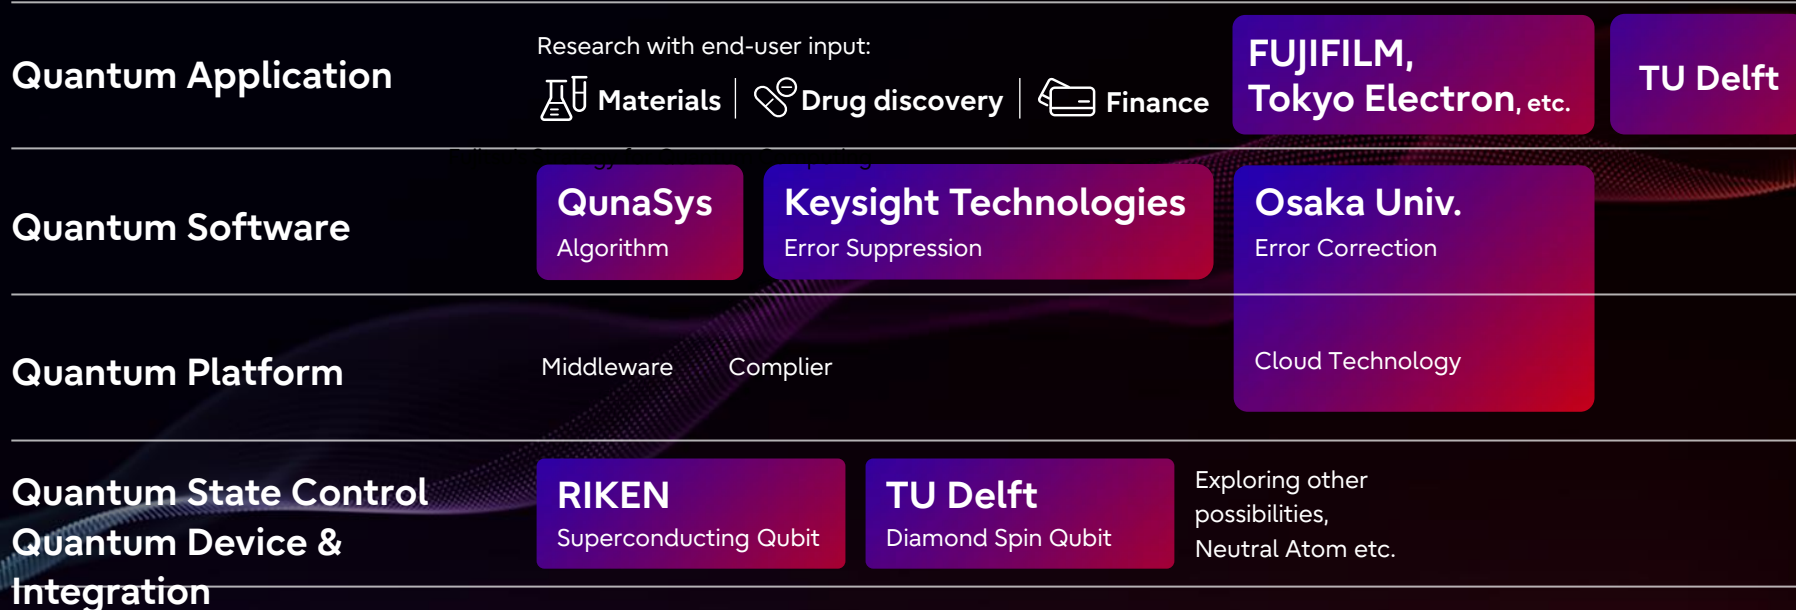 Quantum Application
Research with end-user input:
Materials
Drug discovery
Finance
FUJIFILM,
Tokyo Electron, etc.
TU Delft
Quantum Software
QunaSys
Algorithm
Keysight Technologies
Error Suppression
Osaka Univ.
Error Correction
Quantum Platform
Middleware
Complier
Cloud Technology
Quantum State Control
Quantum Device &
Integration
RIKEN
Superconducting Qubit
TU Delft
Diamond Spin Qubit
Exploring other
possibilities,
Neutral Atom etc.